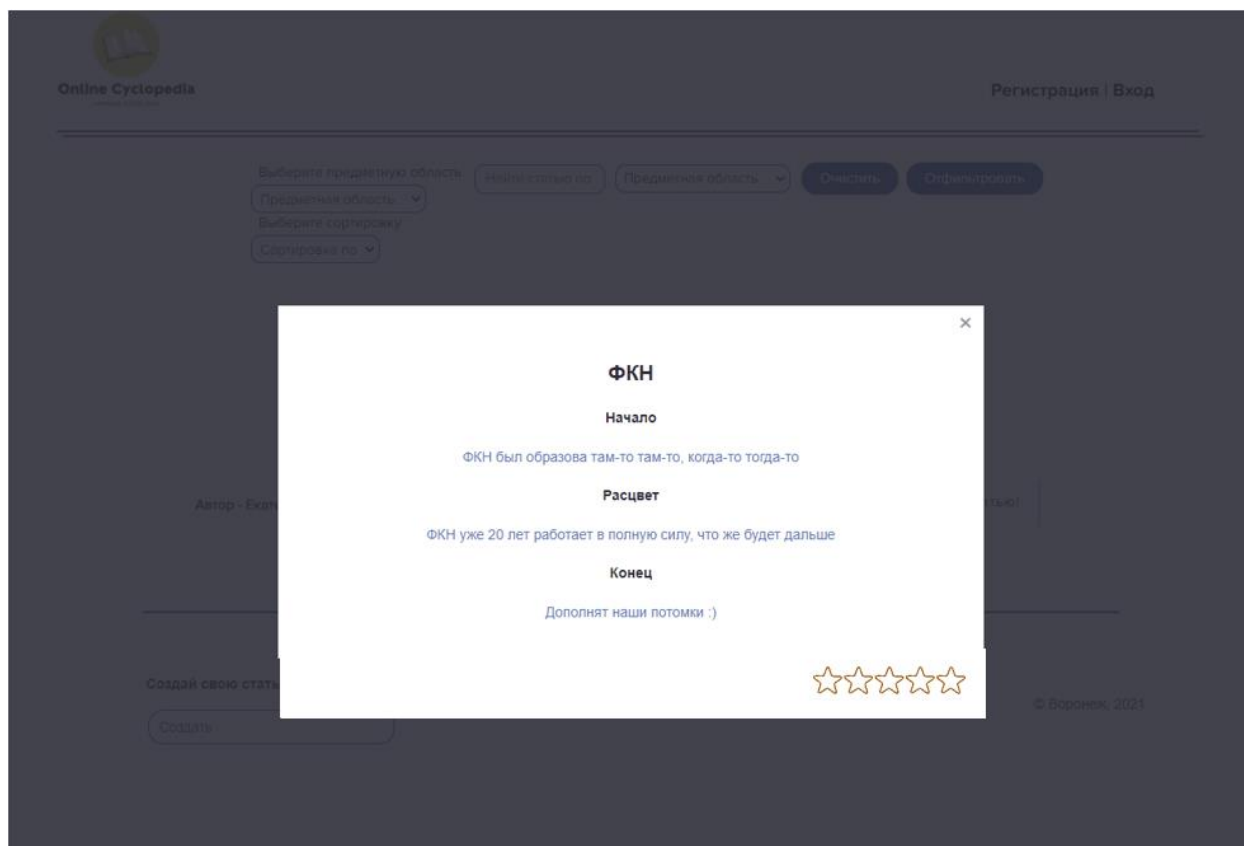 Online Cyclopedia
Регистрация | Вход
Выберите предметную область
Найти статью по
Предметная область
Очистить
Отфильтровать
Предметная область
Выберите сортировку
Сортировка по
×
ФКН
Начало
ФКН был образова там-то там-то, когда-то тогда-то
Автор -
Расцвет
ФКН уже 20 лет работает в полную силу, что же будет дальше
Конец
Дополнят наши потомки :)
Создай свою
Создать
© Воронеж, 2021